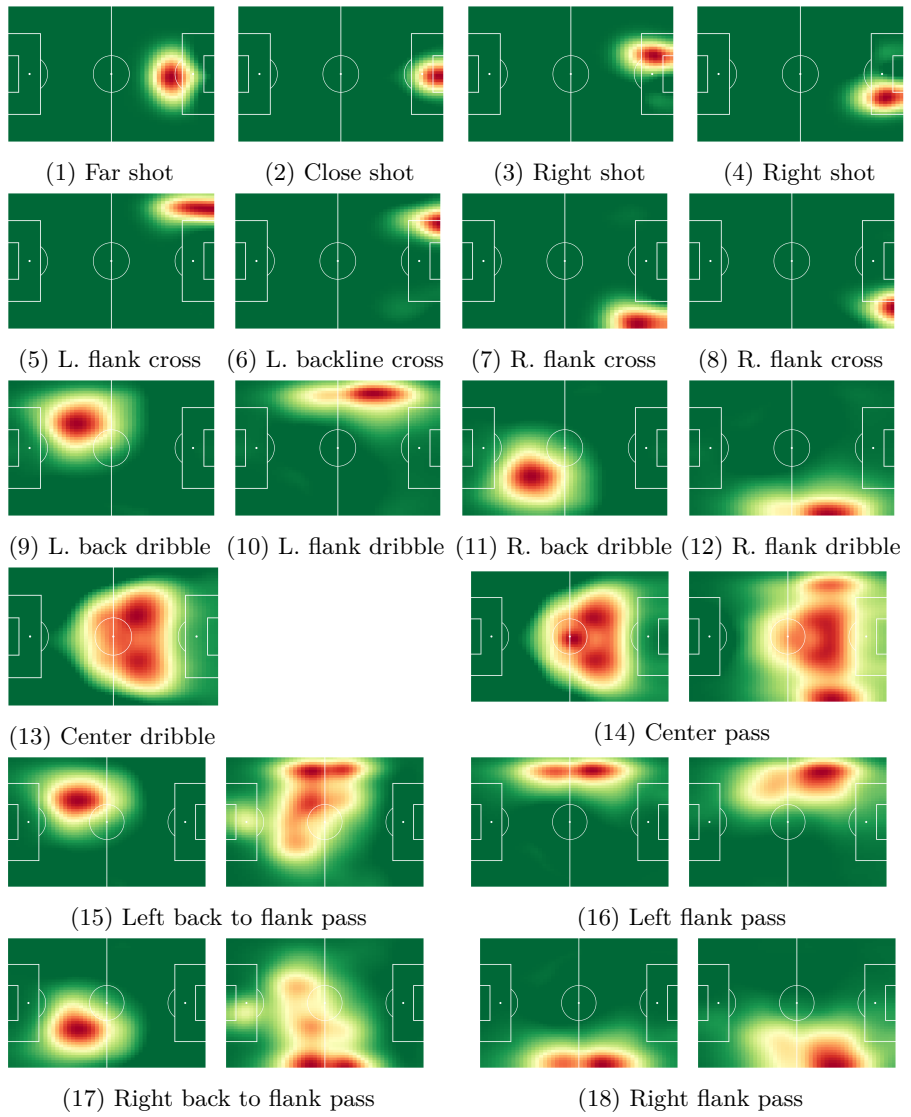 (1) Far shot (2) Close shot (3) Right shot (4) Right shot
(5) L. flank cross (6) L. backline cross (7) R. flank cross (8) R. flank cross
(9) L. back dribble (10) L. flank dribble (11) R. back dribble (12) R. flank dribble
(13) Center dribble (14) Center pass
(15) Left back to flank pass (16) Left flank pass
(17) Right back to flank pass (18) Right flank pass